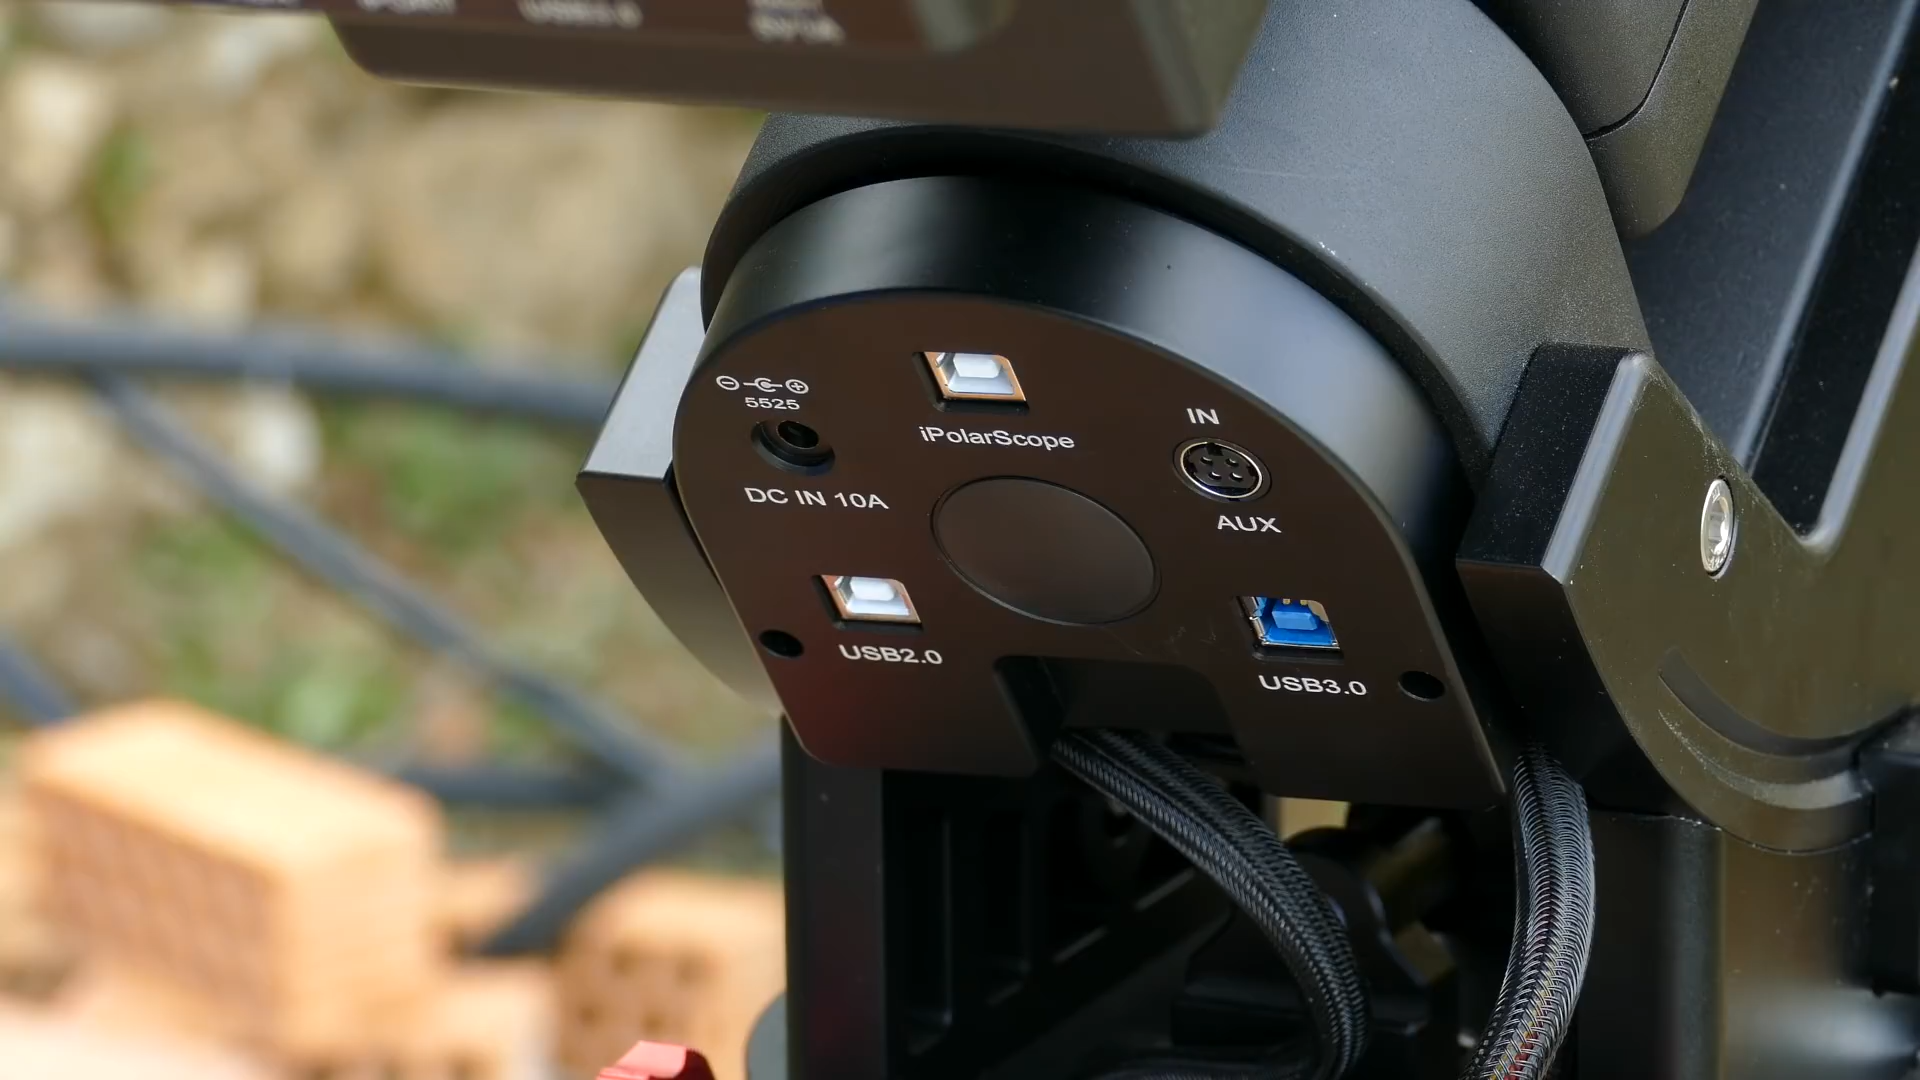 5525
DC IN 10A
iPolarScope
IN
AUX
USB2.0
USB3.0